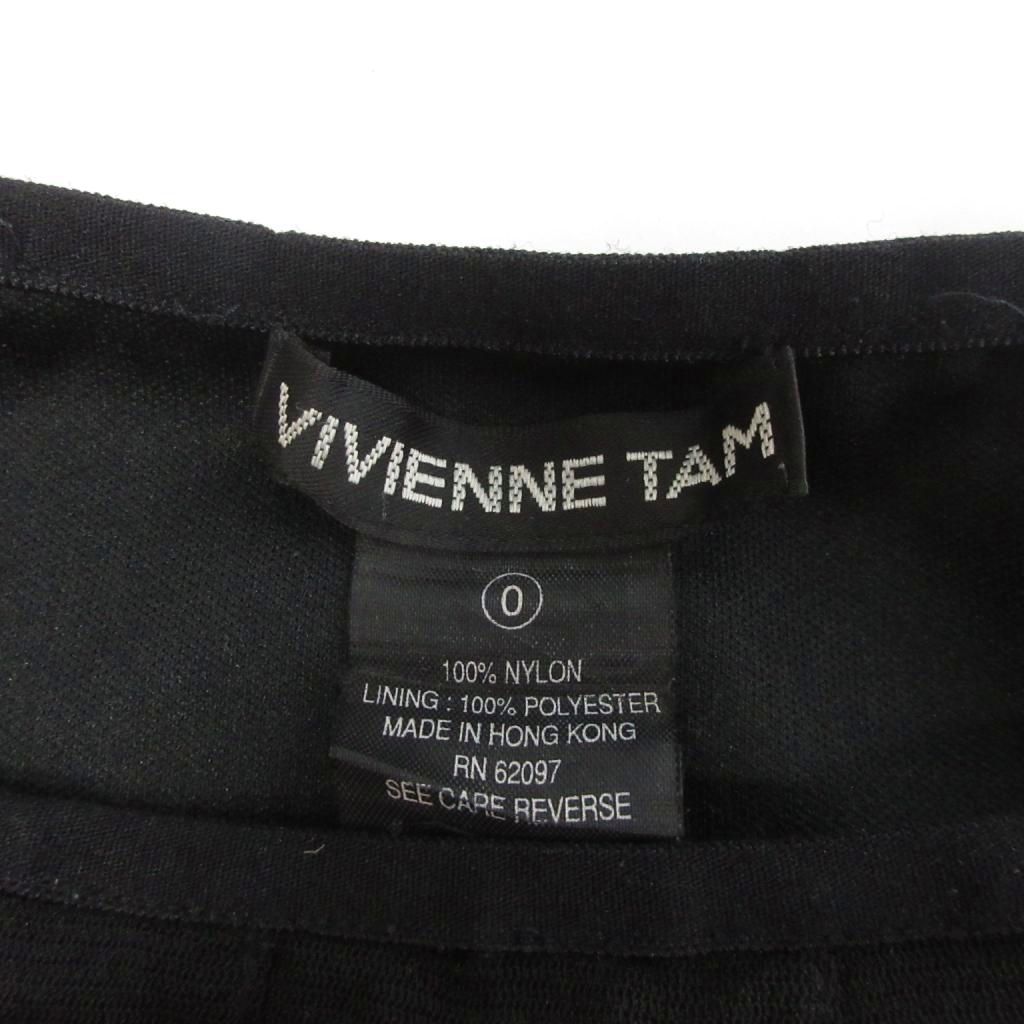 VIVIENNE TAM
0
100% NYLON
LINING : 100% POLYESTER
MADE IN HONG KONG
RN 62097
SEE CARE REVERSE